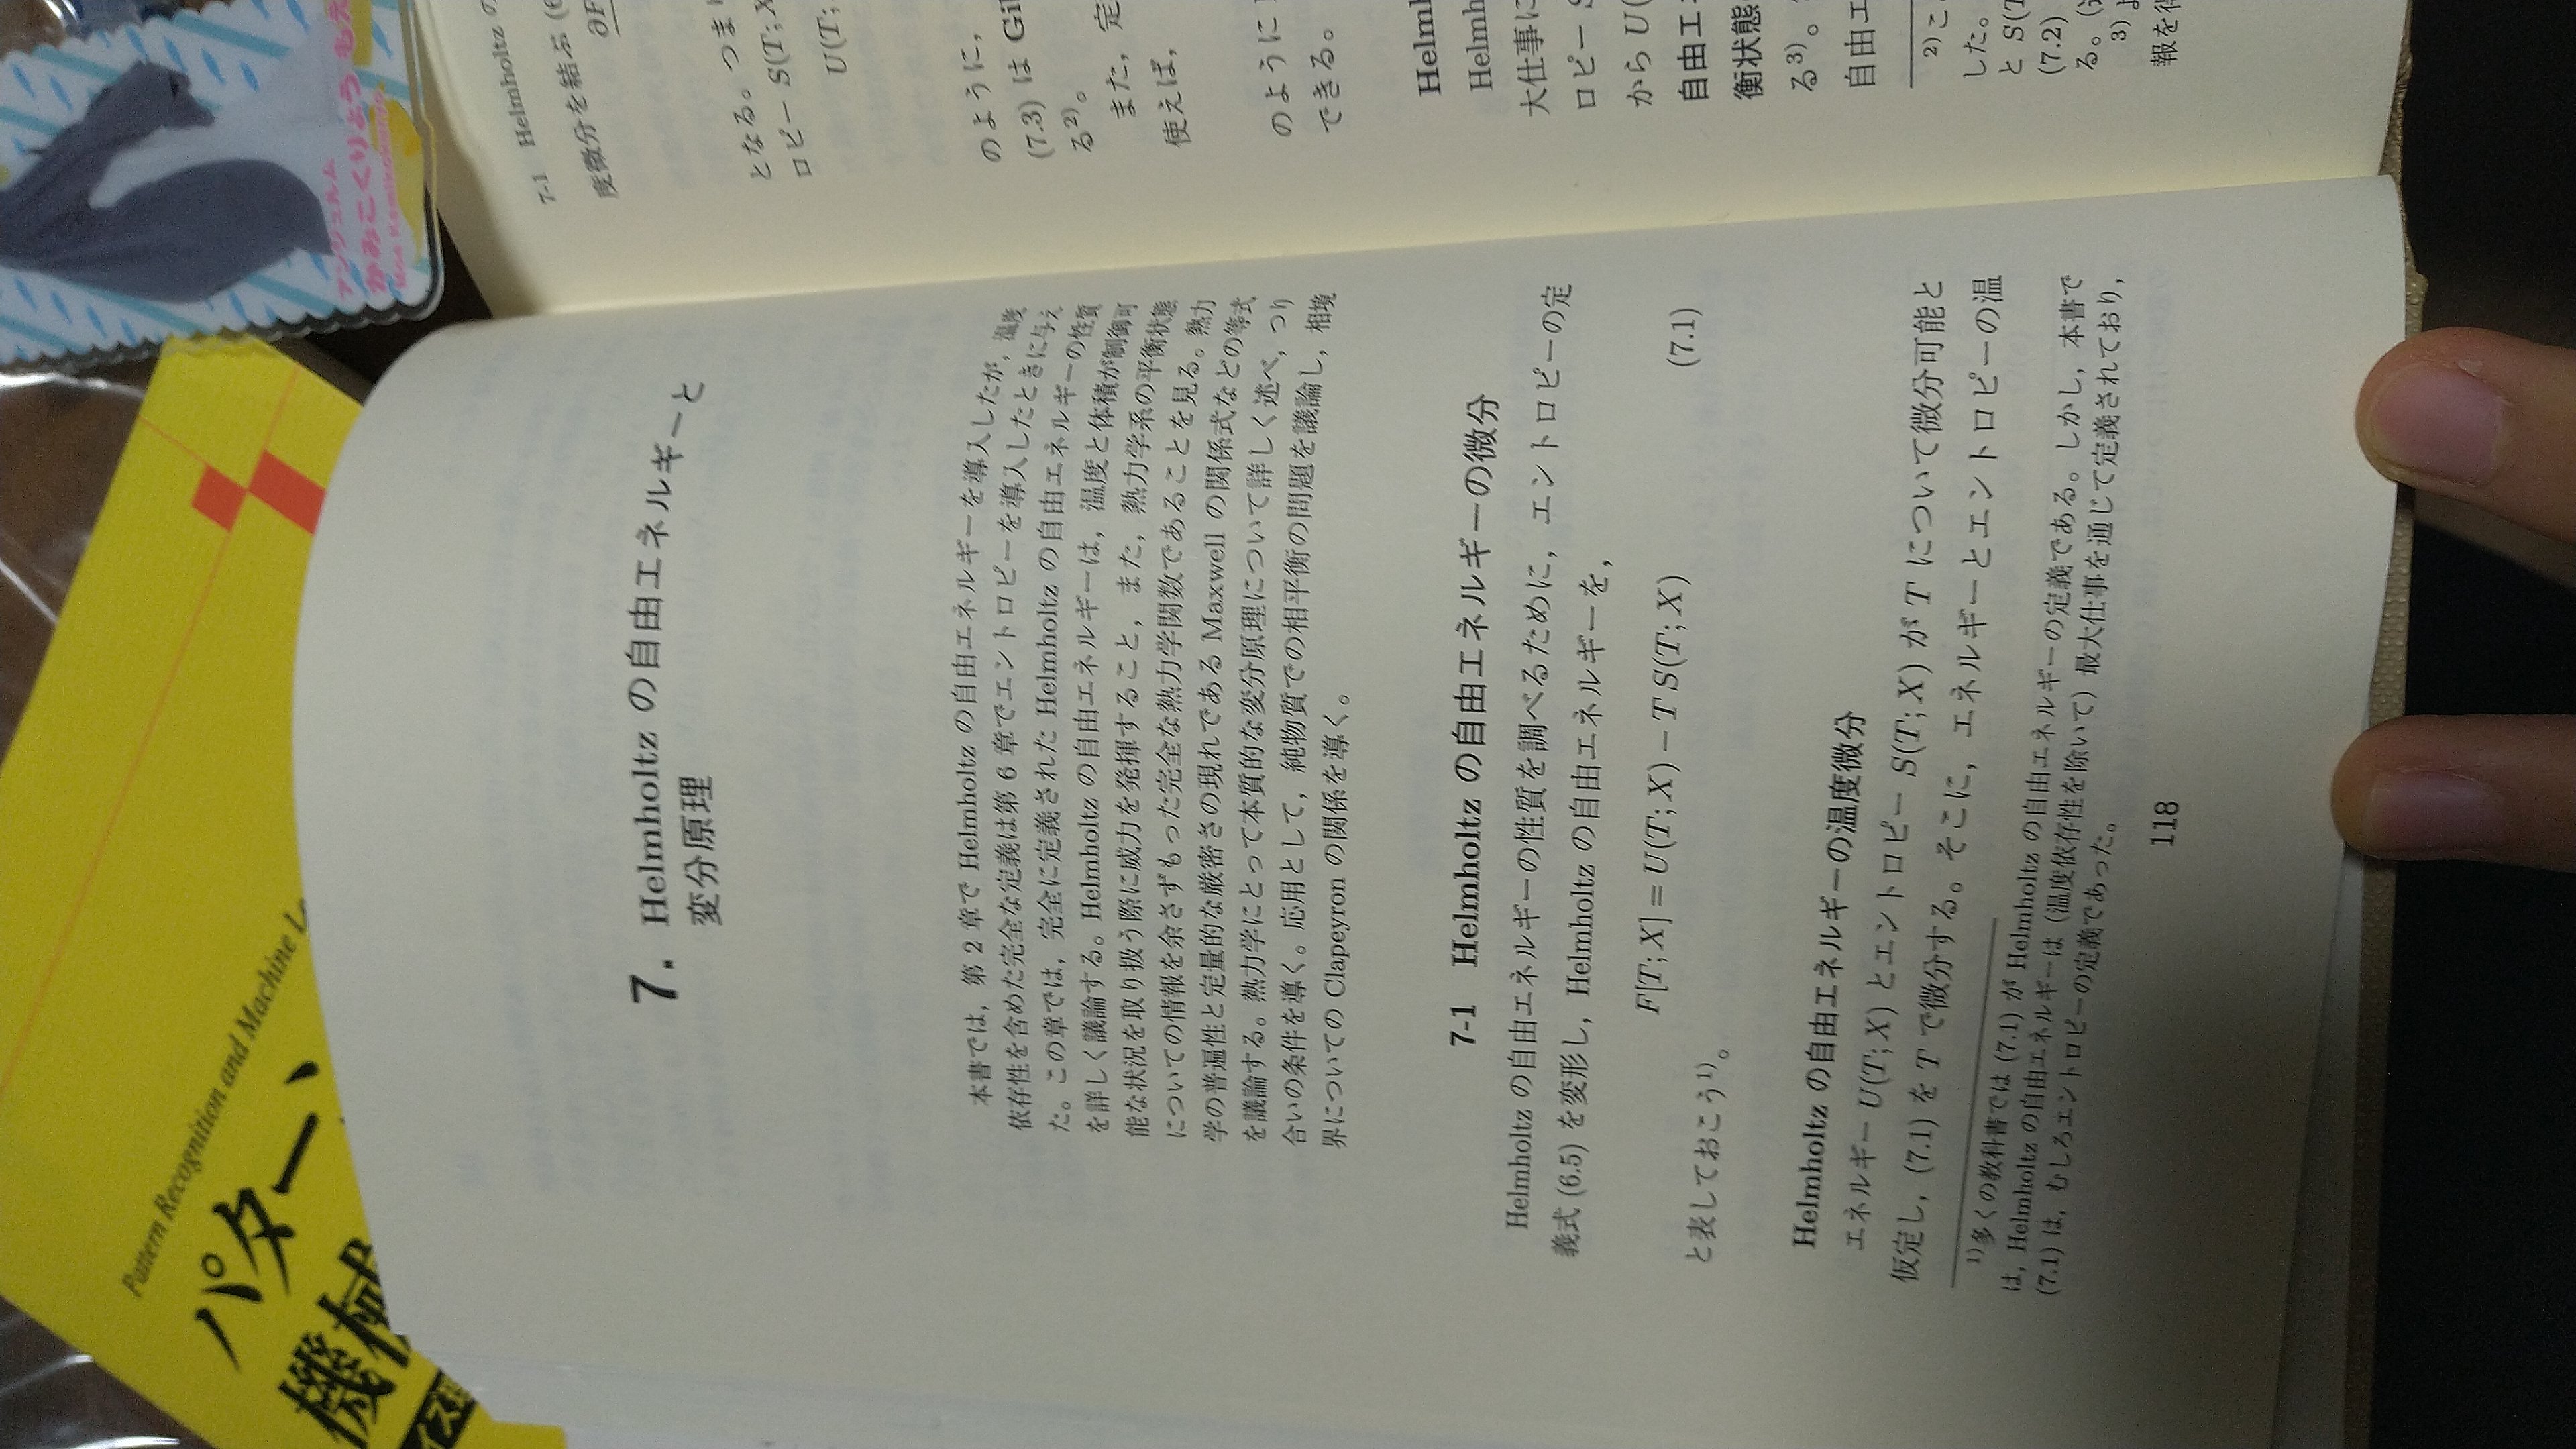 Pattern Recognition and Machine
パターン
機械
アンジュルム
かみこくりょう もえ
Moe Kamikokuryo
7. Helmholtz の自由エネルギーと
変分原理
本書では，第 2 章で Helmholtz の自由エネルギーを導入したが，温度
依存性を含めた完全な定義は第 6 章でエントロピーを導入したときに与え
た。この章では，完全に定義された Helmholtz の自由エネルギーの性質
を詳しく議論する。Helmholtz の自由エネルギーは，温度と体積が制御可
能な状況を取り扱う際に威力を発揮すること，また，熱力学系の平衡状態
についての情報を余さずもった完全な熱力学関数であることを見る。熱力
学の普遍性と定量的な厳密さの現れである Maxwell の関係式などの等式
を議論する。熱力学にとって本質的な変分原理について詳しく述べ，つり
合いの条件を導く。応用として，純物質での相平衡の問題を議論し，相境
界についての Clapeyron の関係を導く。
7-1 Helmholtz の自由エネルギーの微分
Helmholtz の自由エネルギーの性質を調べるために，エントロピーの定
義式 (6.5) を変形し，Helmholtz の自由エネルギーを，
F[T; X] = U(T; X) − T S(T; X) (7.1)
と表しておこう1)。
Helmholtz の自由エネルギーの温度微分
エネルギー U(T; X) とエントロピー S(T; X) が T について微分可能と
仮定し，(7.1) を T で微分する。そこに，エネルギーとエントロピーの温
1)多くの教科書では (7.1) が Helmholtz の自由エネルギーの定義である。しかし，本書で
は，Helmholtz の自由エネルギーは（温度依存性を除いて）最大仕事を通じて定義されており，
(7.1) は，むしろエントロピーの定義であった。
118
7-1 Helmholtz の
度微分を結ぶ (6
∂F
となる。つまり
ロピー S(T; X
U(T;
のように，
(7.3) は Gi
る2)。
また，定
使えば，
のように
できる。
Helm
Helmh
大仕事に
ロピー S
から U(
自由エネ
衡状態
る3)。
自由エ
2)こ
した。
と S(T
(7.2)
る。(
3)よ
報を得